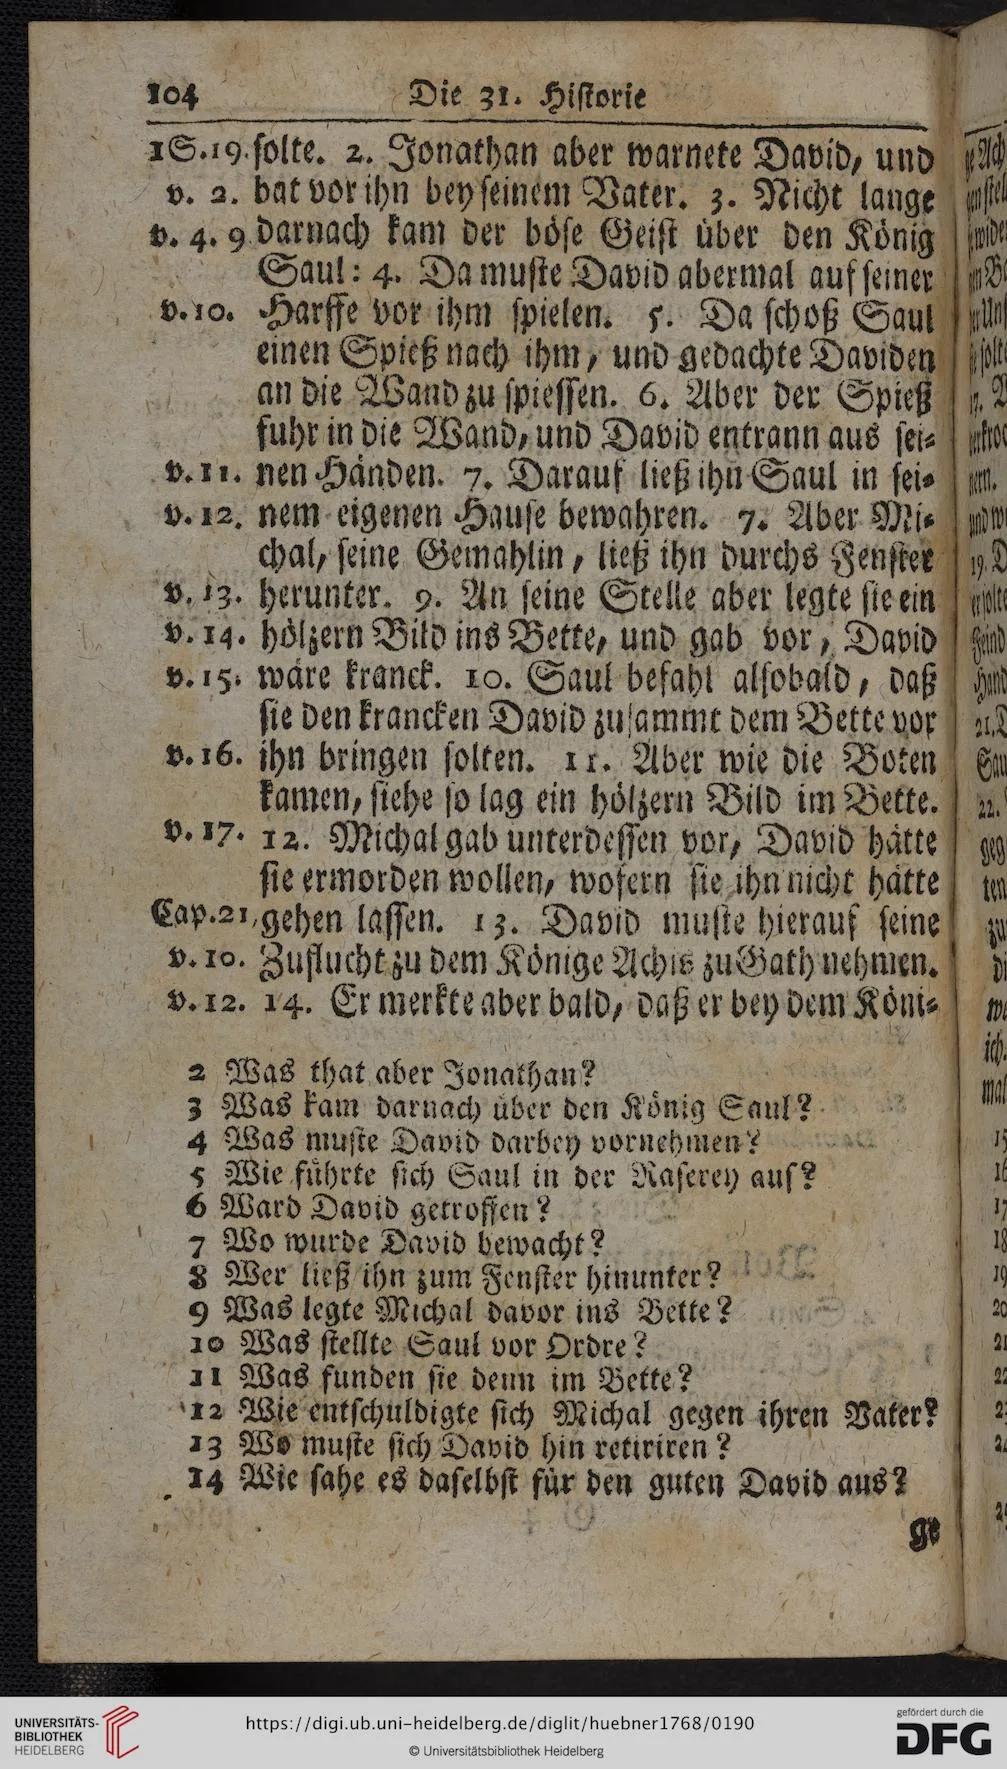 104 Die 31. Historie
1S.19. solte. 2. Jonathan aber warnete David, und
v. 2. bat vor ihn bey seinem Vater. 3. Nicht lange
v. 4. 9. darnach kam der böse Geist über den König
Saul: 4. Da muste David abermal auf seiner
v. 10. Harffe vor ihm spielen. 5. Da schoß Saul
einen Spieß nach ihm, und gedachte Daviden
an die Wand zu spiessen. 6. Aber der Spieß
fuhr in die Wand, und David entrann aus sei-
v. 11. nen Händen. 7. Darauf ließ ihn Saul in sei-
v. 12. nem eigenen Hause bewahren. 7. Aber Mi-
chal, seine Gemahlin, ließ ihn durchs Fenster
v. 13. herunter. 9. An seine Stelle aber legte sie ein
v. 14. hölzern Bild ins Bette, und gab vor, David
v. 15. wäre kranck. 10. Saul befahl alsobald, daß
sie den krancken David zusammt dem Bette vor
v. 16. ihn bringen solten. 11. Aber wie die Boten
kamen, siehe so lag ein hölzern Bild im Bette.
v. 17. 12. Michal gab unterdessen vor, David hätte
sie ermorden wollen, wofern sie ihn nicht hätte
Cap.21, gehen lassen. 13. David muste hierauf seine
v. 10. Zuflucht zu dem Könige Achis zu Gath nehmen.
v. 12. 14. Er merkte aber bald, daß er bey dem Köni-
2 Was that aber Jonathan?
3 Was kam darnach über den König Saul?
4 Was muste David darbey vornehmen?
5 Wie führte sich Saul in der Raserey auf?
6 Ward David getroffen?
7 Wo wurde David bewacht?
8 Wer ließ ihn zum Fenster hinunter?
9 Was legte Michal davor ins Bette?
10 Was stellte Saul vor Ordre?
11 Was funden sie denn im Bette?
12 Wie entschuldigte sich Michal gegen ihren Vater?
13 Wo muste sich David hin retiriren?
14 Wie sahe es daselbst für den guten David aus?
ge
UNIVERSITÄTS-
BIBLIOTHEK
HEIDELBERG
https://digi.ub.uni-heidelberg.de/diglit/huebner1768/0190
© Universitätsbibliothek Heidelberg
gefördert durch die
DFG